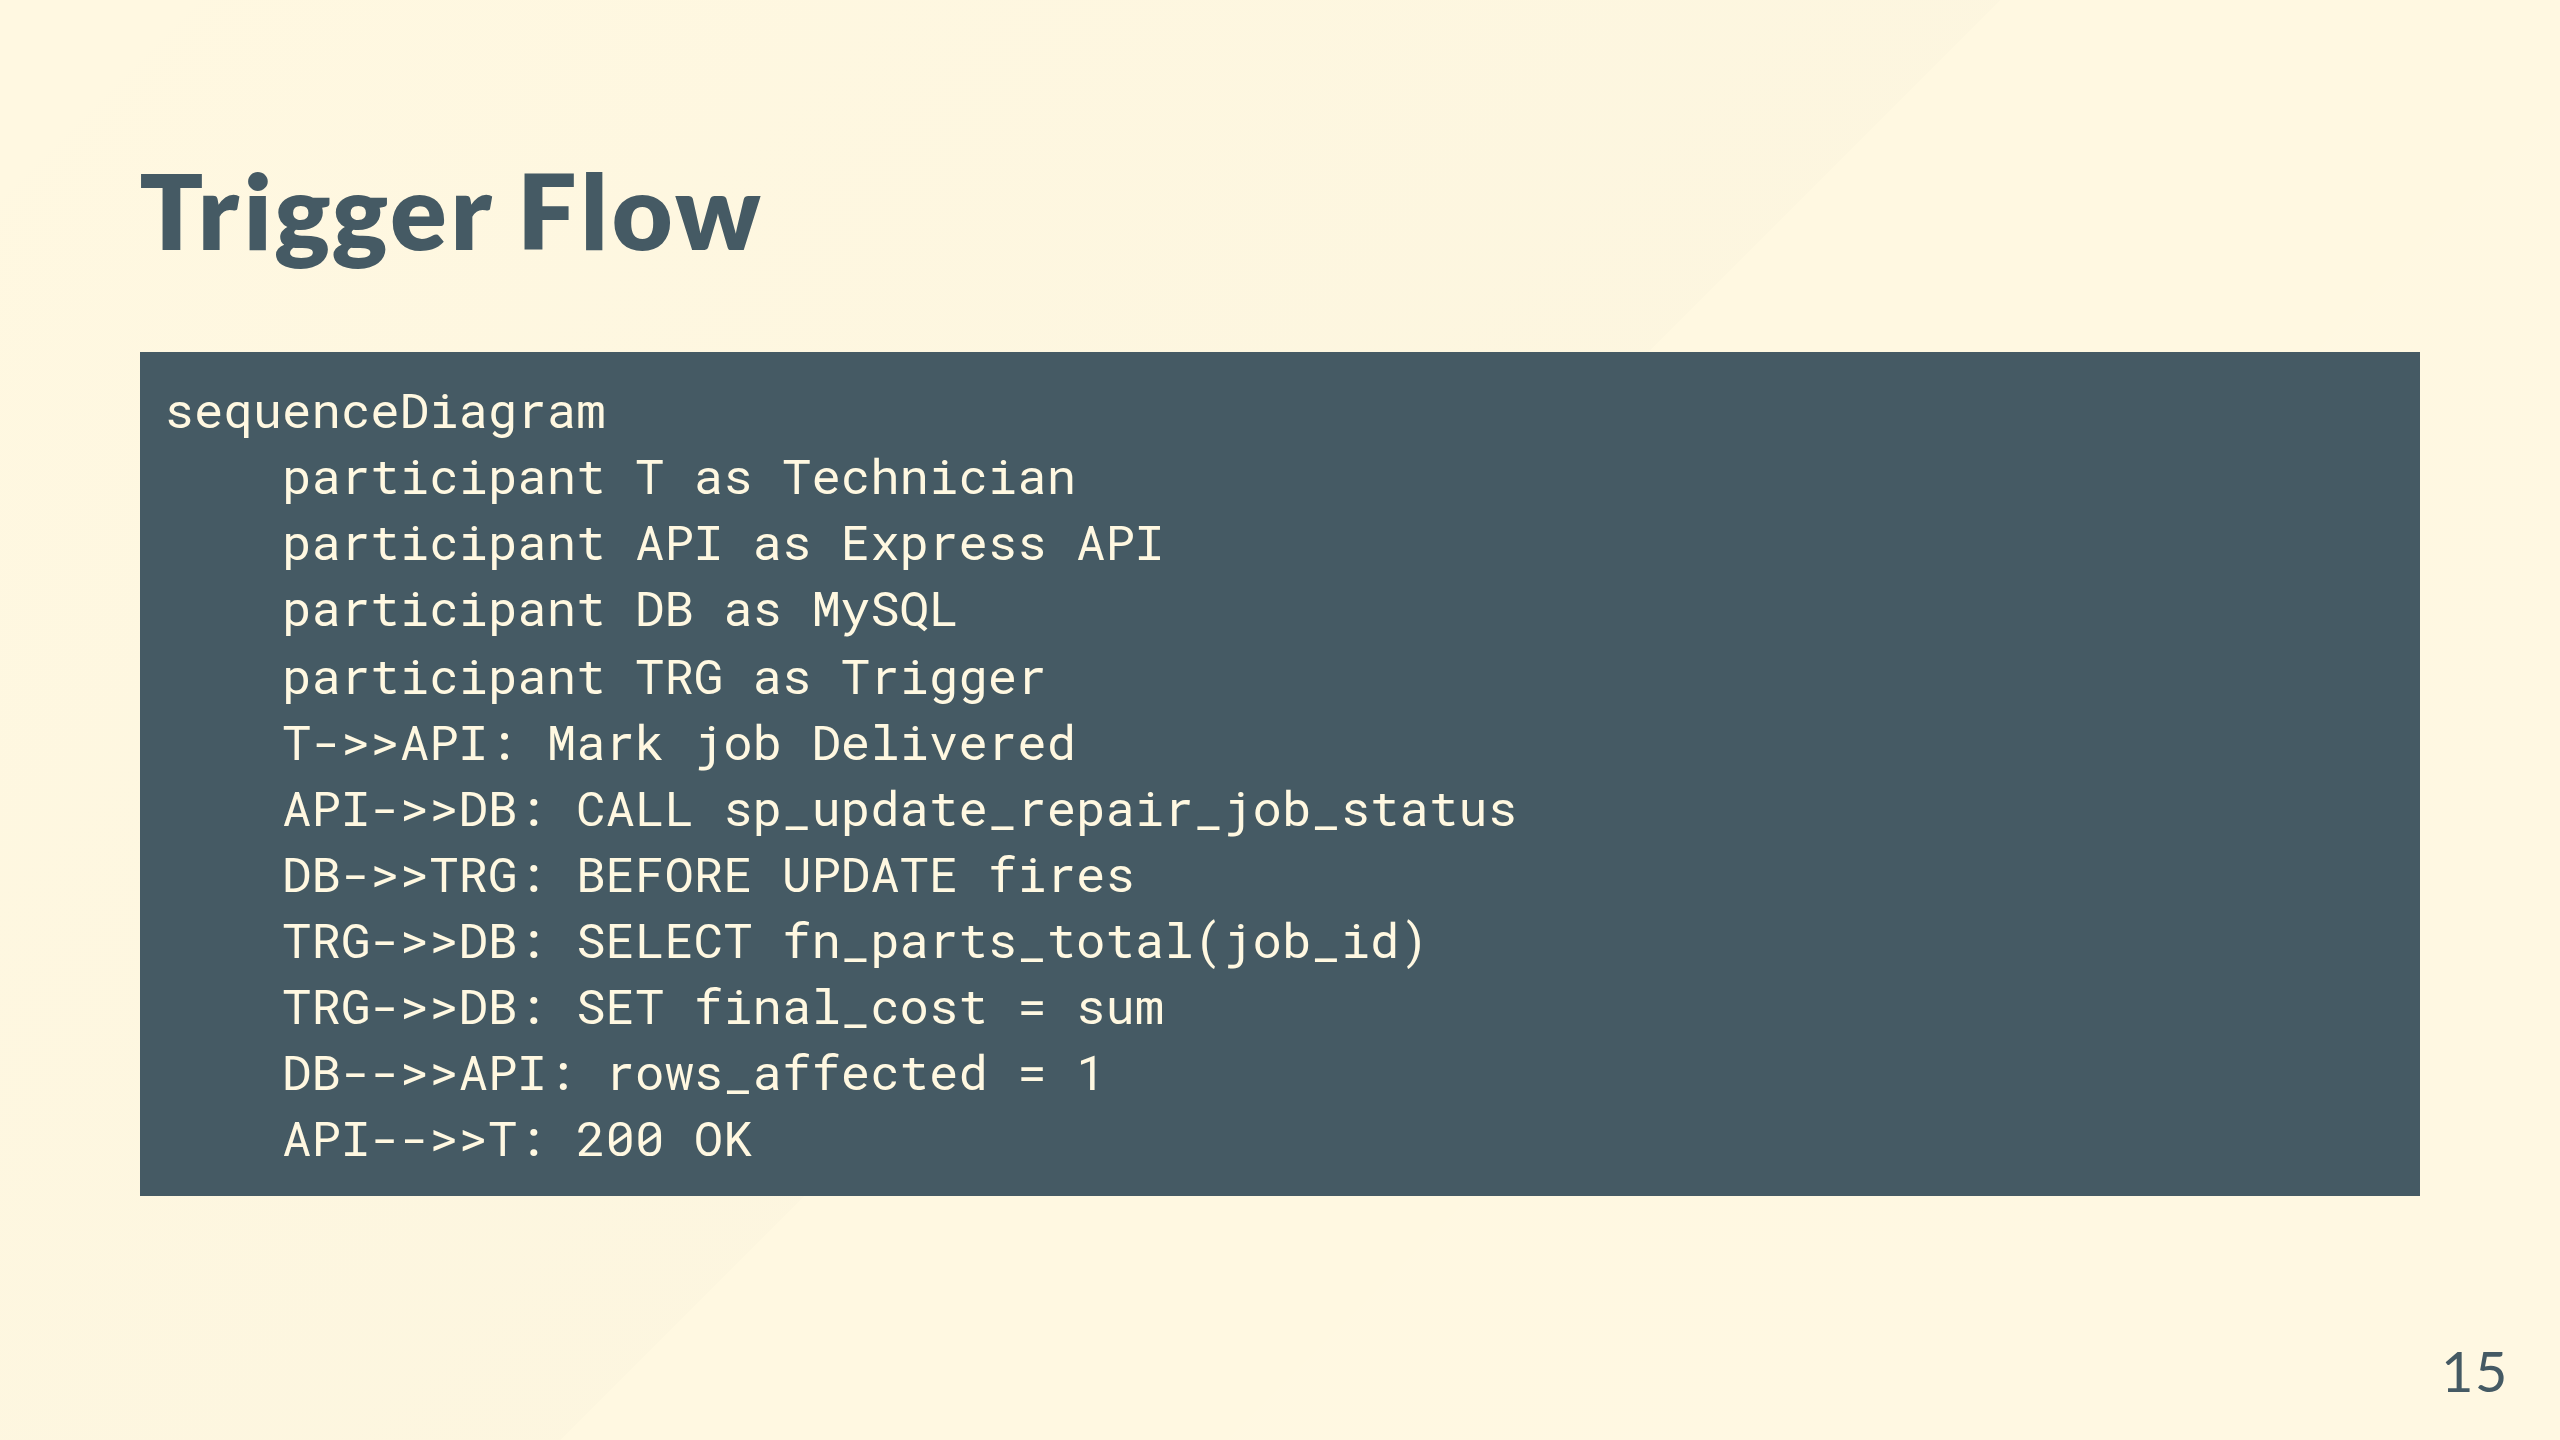 Trigger Flow
sequenceDiagram
    participant T as Technician
    participant API as Express API
    participant DB as MySQL
    participant TRG as Trigger
    T->>API: Mark job Delivered
    API->>DB: CALL sp_update_repair_job_status
    DB->>TRG: BEFORE UPDATE fires
    TRG->>DB: SELECT fn_parts_total(job_id)
    TRG->>DB: SET final_cost = sum
    DB-->>API: rows_affected = 1
    API-->>T: 200 OK
15